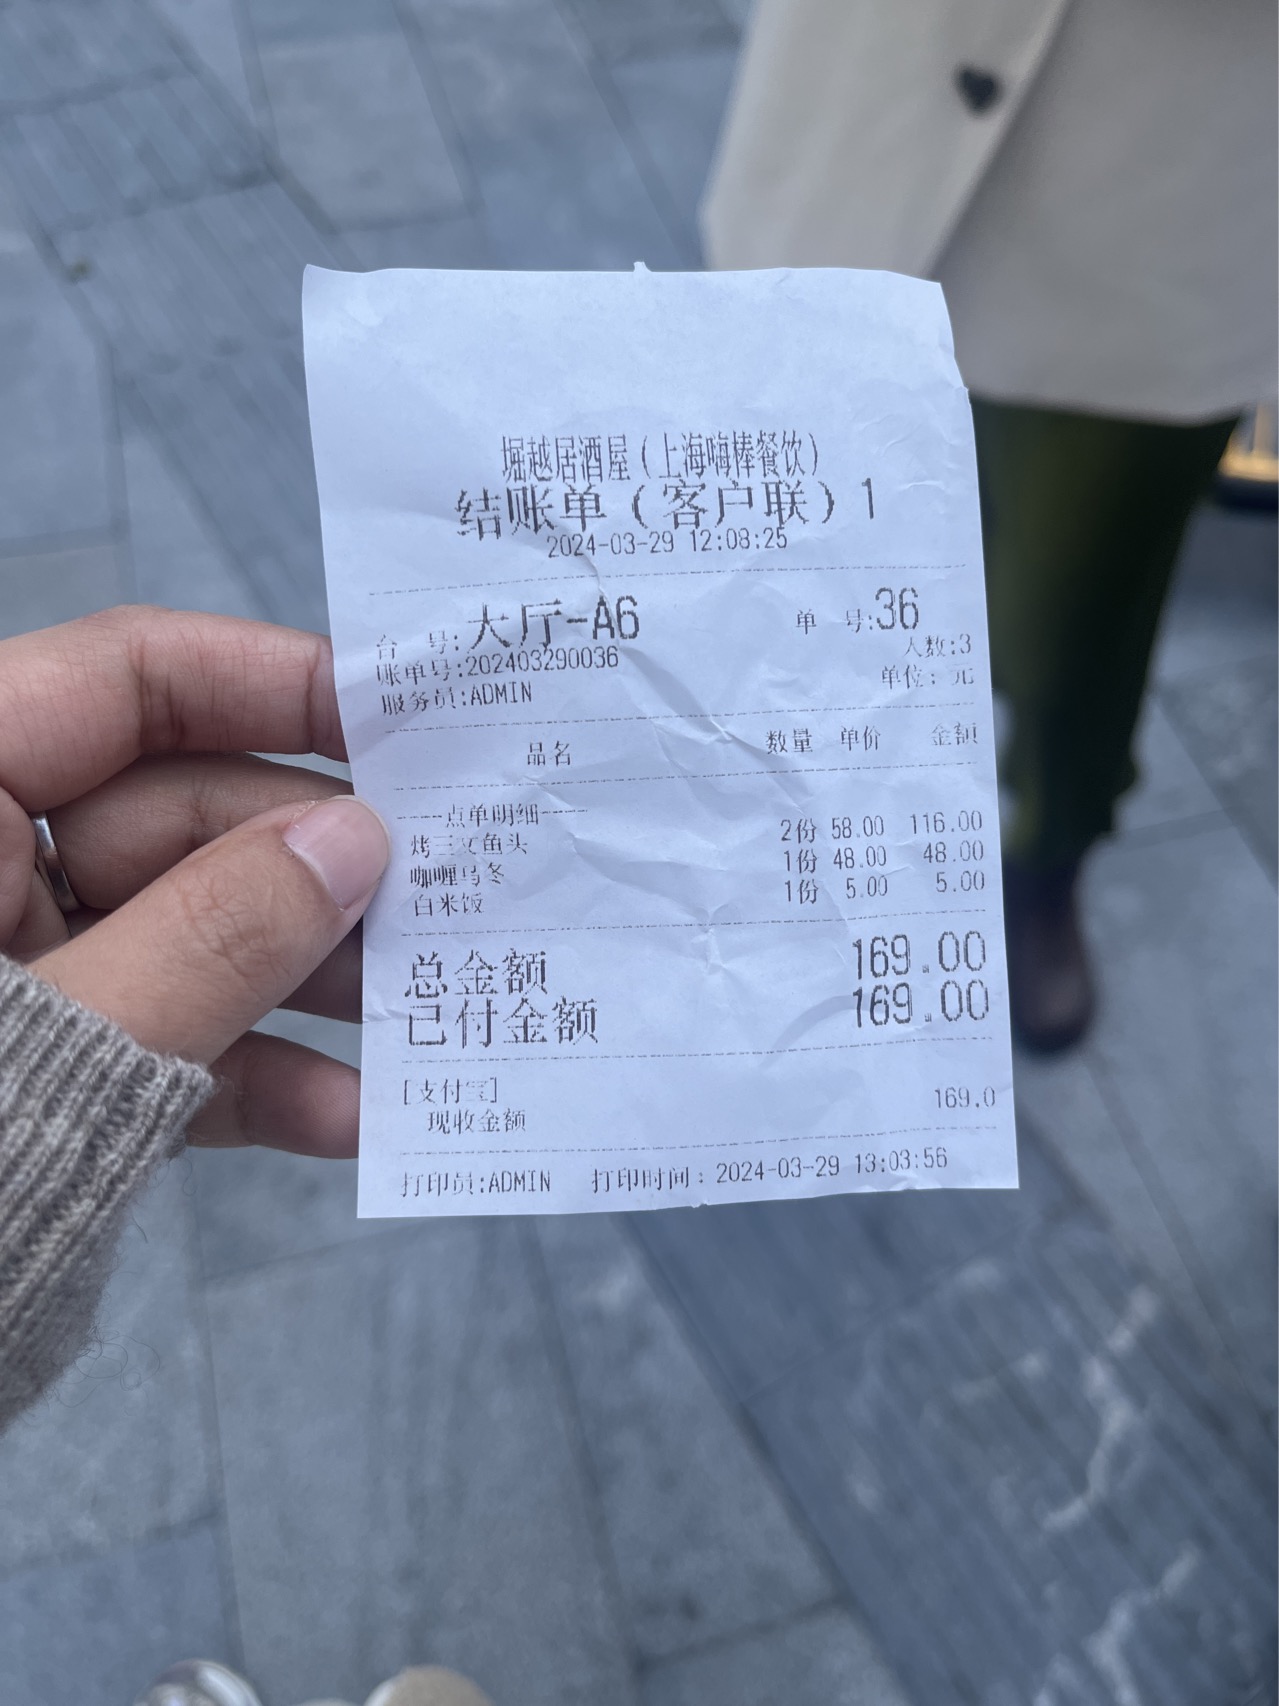 堀越居酒屋（上海嗨棒餐饮）
结账单（客户联）1
2024-03-29 12:08:25
台 号:大厅-A6 单 号:36
人数:3
账单号:202403290036
单位：元
服务员:ADMIN
品名 数量 单价 金额
----点单明细----
烤三文鱼头 2份 58.00 116.00
咖喱乌冬 1份 48.00 48.00
白米饭 1份 5.00 5.00
总金额 169.00
已付金额 169.00
[支付宝]
现收金额 169.0
打印员:ADMIN 打印时间：2024-03-29 13:03:56